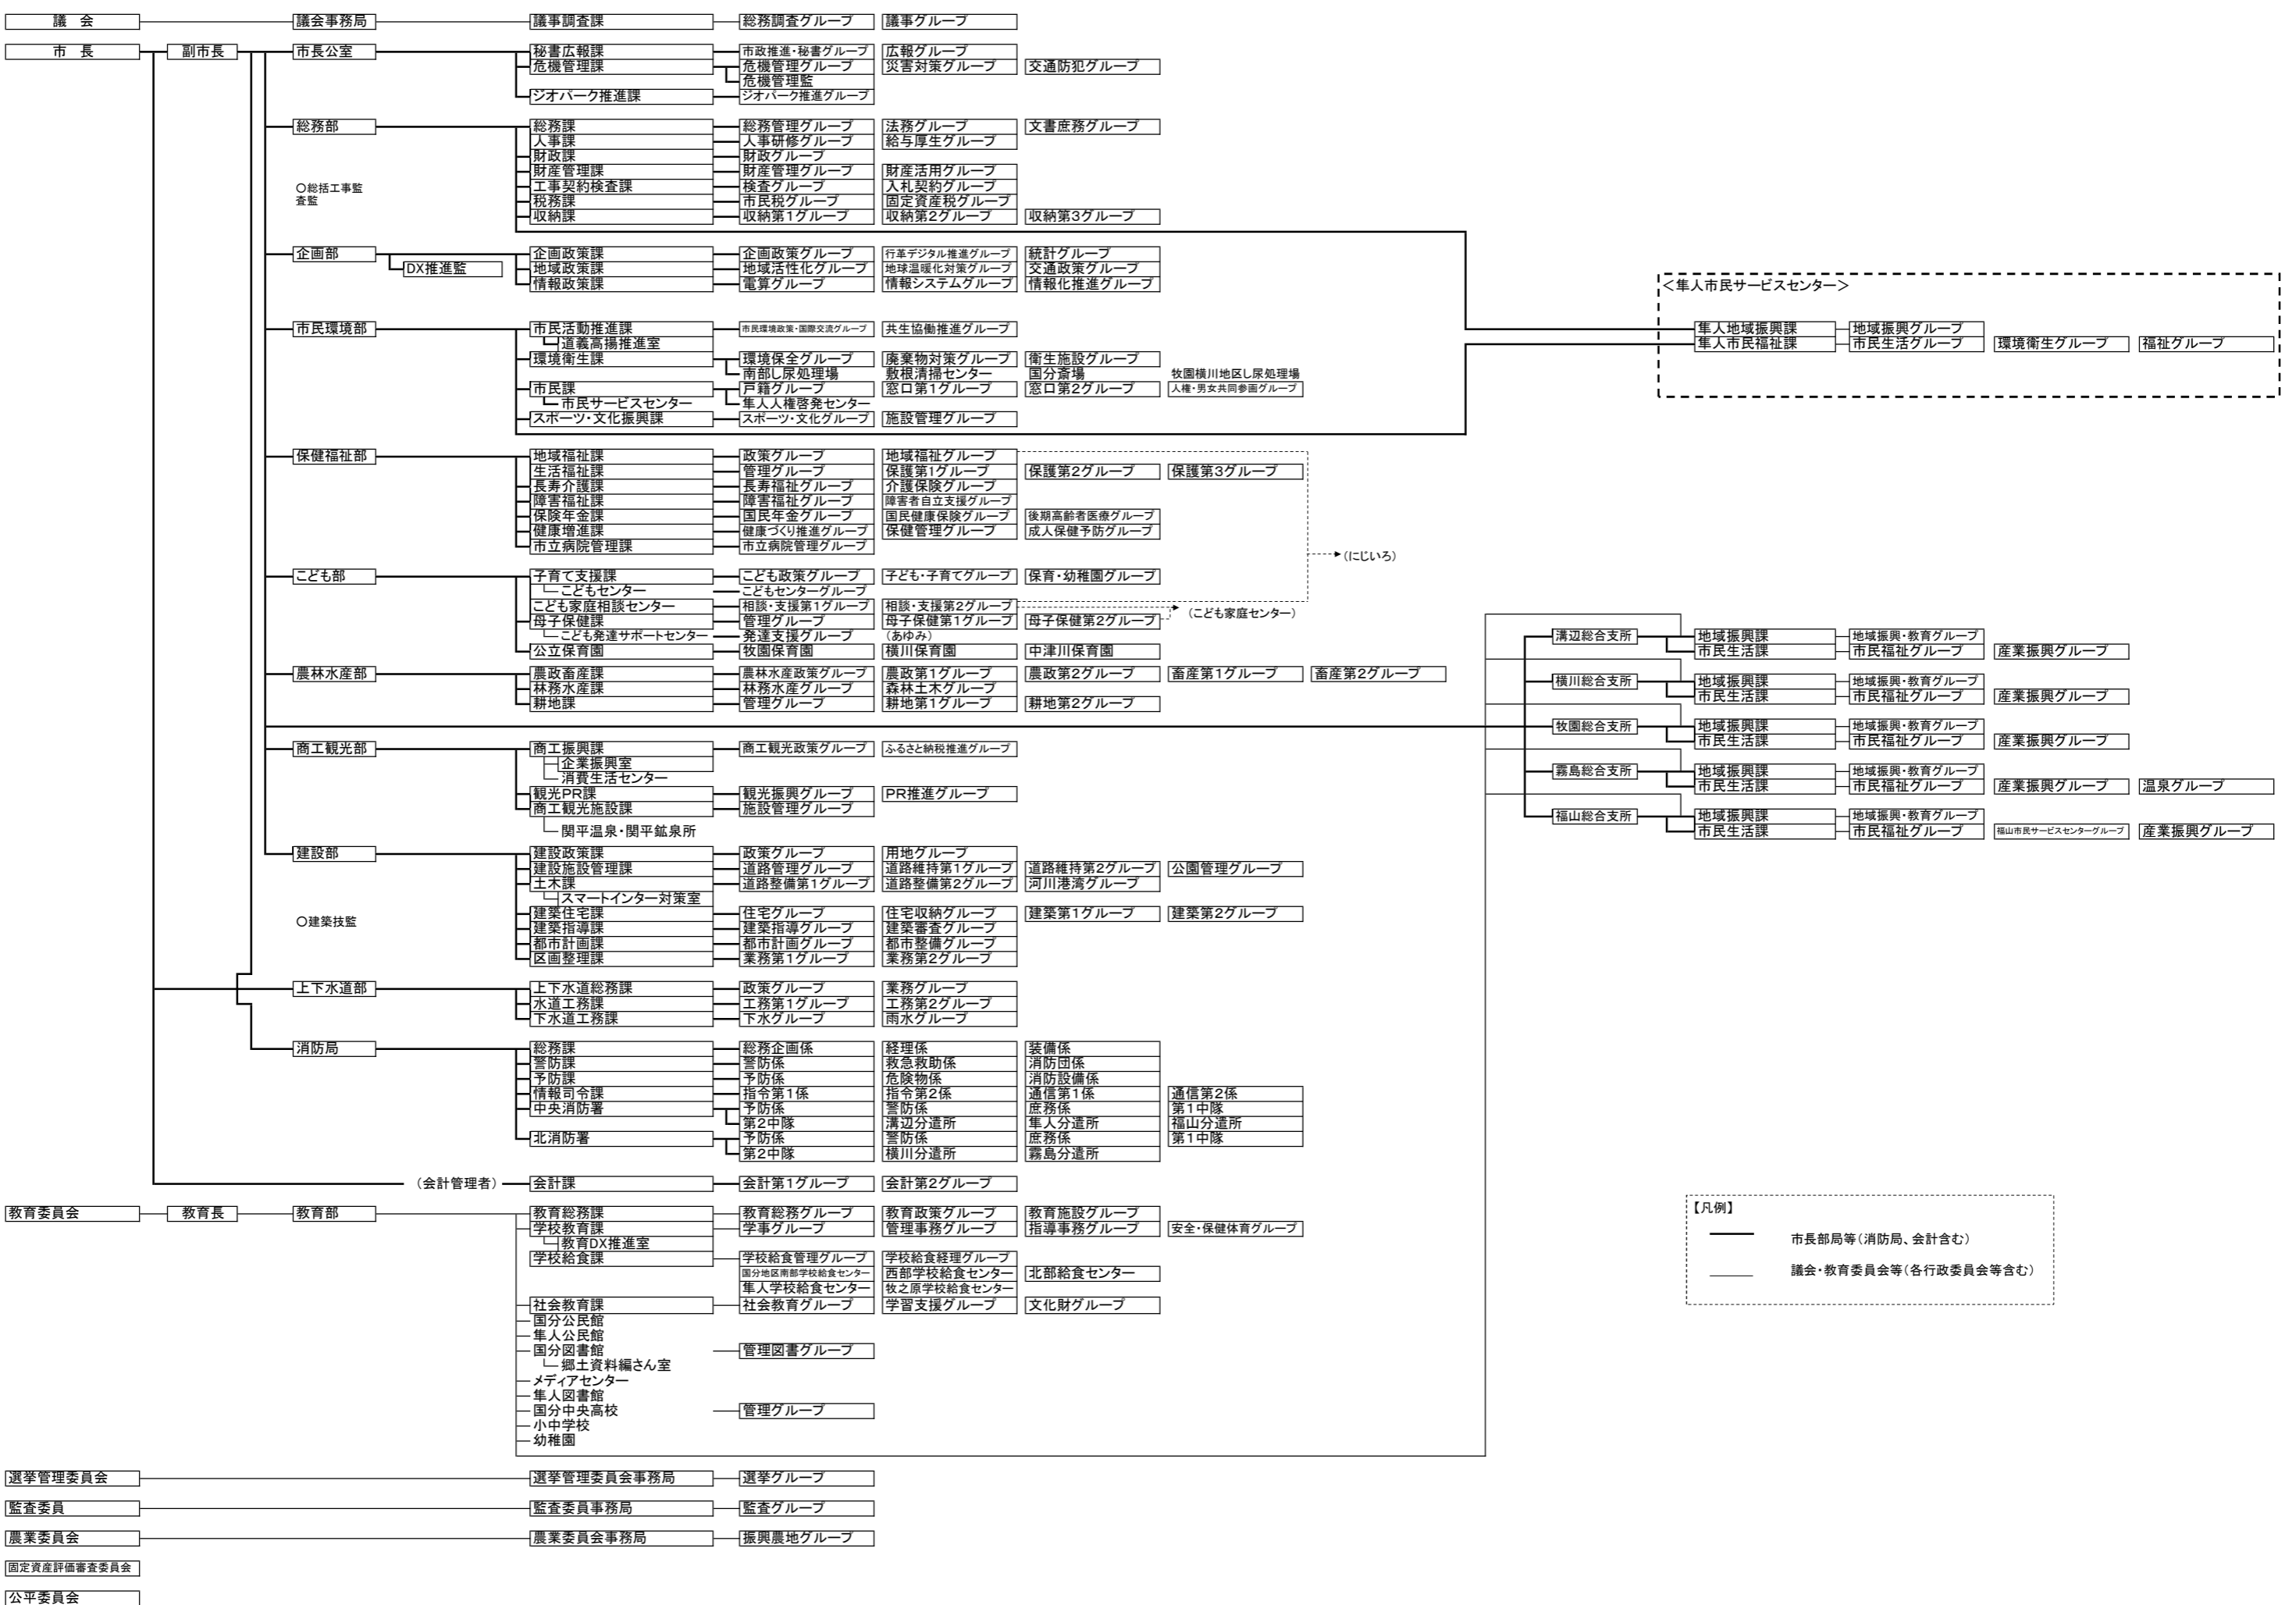 議　会 議会事務局 議事調査課 総務調査グループ 議事グループ
市　長 副市長 市長公室 秘書広報課 市政推進・秘書グループ 広報グループ
危機管理課 危機管理グループ 災害対策グループ 交通防犯グループ
危機管理監
ジオパーク推進課 ジオパーク推進グループ
総務部 総務課 総務管理グループ 法務グループ 文書庶務グループ
人事課 人事研修グループ 給与厚生グループ
財政課 財政グループ
財産管理課 財産管理グループ 財産活用グループ
○総括工事監査監 工事契約検査課 検査グループ 入札契約グループ
税務課 市民税グループ 固定資産税グループ
収納課 収納第1グループ 収納第2グループ 収納第3グループ
企画部 企画政策課 企画政策グループ 行革デジタル推進グループ 統計グループ
DX推進監 地域政策課 地域活性化グループ 地球温暖化対策グループ 交通政策グループ
情報政策課 電算グループ 情報システムグループ 情報化推進グループ
＜隼人市民サービスセンター＞
市民環境部 市民活動推進課 市民環境政策・国際交流グループ 共生協働推進グループ 隼人地域振興課 地域振興グループ
道義高揚推進室 隼人市民福祉課 市民生活グループ 環境衛生グループ 福祉グループ
環境衛生課 環境保全グループ 廃棄物対策グループ 衛生施設グループ
南部し尿処理場 敷根清掃センター 国分斎場 牧園横川地区し尿処理場
市民課 戸籍グループ 窓口第1グループ 窓口第2グループ 人権・男女共同参画グループ
市民サービスセンター 隼人人権啓発センター
スポーツ・文化振興課 スポーツ・文化グループ 施設管理グループ
保健福祉部 地域福祉課 政策グループ 地域福祉グループ
生活福祉課 管理グループ 保護第1グループ 保護第2グループ 保護第3グループ
長寿介護課 長寿福祉グループ 介護保険グループ
障害福祉課 障害福祉グループ 障害者自立支援グループ
保険年金課 国民年金グループ 国民健康保険グループ 後期高齢者医療グループ
健康増進課 健康づくり推進グループ 保健管理グループ 成人保健予防グループ
市立病院管理課 市立病院管理グループ
（にじいろ）
こども部 子育て支援課 こども政策グループ 子ども・子育てグループ 保育・幼稚園グループ
こどもセンター こどもセンターグループ
こども家庭相談センター 相談・支援第1グループ 相談・支援第2グループ （こども家庭センター）
母子保健課 管理グループ 母子保健第1グループ 母子保健第2グループ
こども発達サポートセンター 発達支援グループ （あゆみ） 溝辺総合支所 地域振興課 地域振興・教育グループ
公立保育園 牧園保育園 横川保育園 中津川保育園 市民生活課 市民福祉グループ 産業振興グループ
農林水産部 農政畜産課 農林水産政策グループ 農政第1グループ 農政第2グループ 畜産第1グループ 畜産第2グループ
横川総合支所 地域振興課 地域振興・教育グループ
林務水産課 林務水産グループ 森林土木グループ 市民生活課 市民福祉グループ 産業振興グループ
耕地課 管理グループ 耕地第1グループ 耕地第2グループ
牧園総合支所 地域振興課 地域振興・教育グループ
市民生活課 市民福祉グループ 産業振興グループ
商工観光部 商工振興課 商工観光政策グループ ふるさと納税推進グループ
企業振興室
霧島総合支所 地域振興課 地域振興・教育グループ
消費生活センター
市民生活課 市民福祉グループ 産業振興グループ 温泉グループ
観光PR課 観光振興グループ PR推進グループ
商工観光施設課 施設管理グループ
福山総合支所 地域振興課 地域振興・教育グループ
関平温泉・関平鉱泉所 市民生活課 市民福祉グループ 福山市民サービスセンターグループ 産業振興グループ
建設部 建設政策課 政策グループ 用地グループ
建設施設管理課 道路管理グループ 道路維持第1グループ 道路維持第2グループ 公園管理グループ
土木課 道路整備第1グループ 道路整備第2グループ 河川港湾グループ
スマートインター対策室
○建築技監 建築住宅課 住宅グループ 住宅収納グループ 建築第1グループ 建築第2グループ
建築指導課 建築指導グループ 建築審査グループ
都市計画課 都市計画グループ 都市整備グループ
区画整理課 業務第1グループ 業務第2グループ
上下水道部 上下水道総務課 政策グループ 業務グループ
水道工務課 工務第1グループ 工務第2グループ
下水道工務課 下水グループ 雨水グループ
消防局 総務課 総務企画係 経理係 装備係
警防課 警防係 救急救助係 消防団係
予防課 予防係 危険物係 消防設備係
情報司令課 指令第1係 指令第2係 通信第1係 通信第2係
中央消防署 予防係 警防係 庶務係 第1中隊
第2中隊 溝辺分遣所 隼人分遣所 福山分遣所
北消防署 予防係 警防係 庶務係 第1中隊
第2中隊 横川分遣所 霧島分遣所
（会計管理者） 会計課 会計第1グループ 会計第2グループ
教育委員会 教育長 教育部 教育総務課 教育総務グループ 教育政策グループ 教育施設グループ
学校教育課 学事グループ 管理事務グループ 指導事務グループ 安全・保健体育グループ
教育DX推進室
学校給食課 学校給食管理グループ 学校給食経理グループ
国分地区南部学校給食センター 西部学校給食センター 北部給食センター
隼人学校給食センター 牧之原学校給食センター
社会教育課 社会教育グループ 学習支援グループ 文化財グループ
国分公民館
隼人公民館
国分図書館 管理図書グループ
郷土資料編さん室
メディアセンター
隼人図書館
国分中央高校 管理グループ
小中学校
幼稚園
【凡例】
市長部局等（消防局、会計含む）
議会・教育委員会等（各行政委員会等含む）
選挙管理委員会 選挙管理委員会事務局 選挙グループ
監査委員 監査委員事務局 監査グループ
農業委員会 農業委員会事務局 振興農地グループ
固定資産評価審査委員会
公平委員会